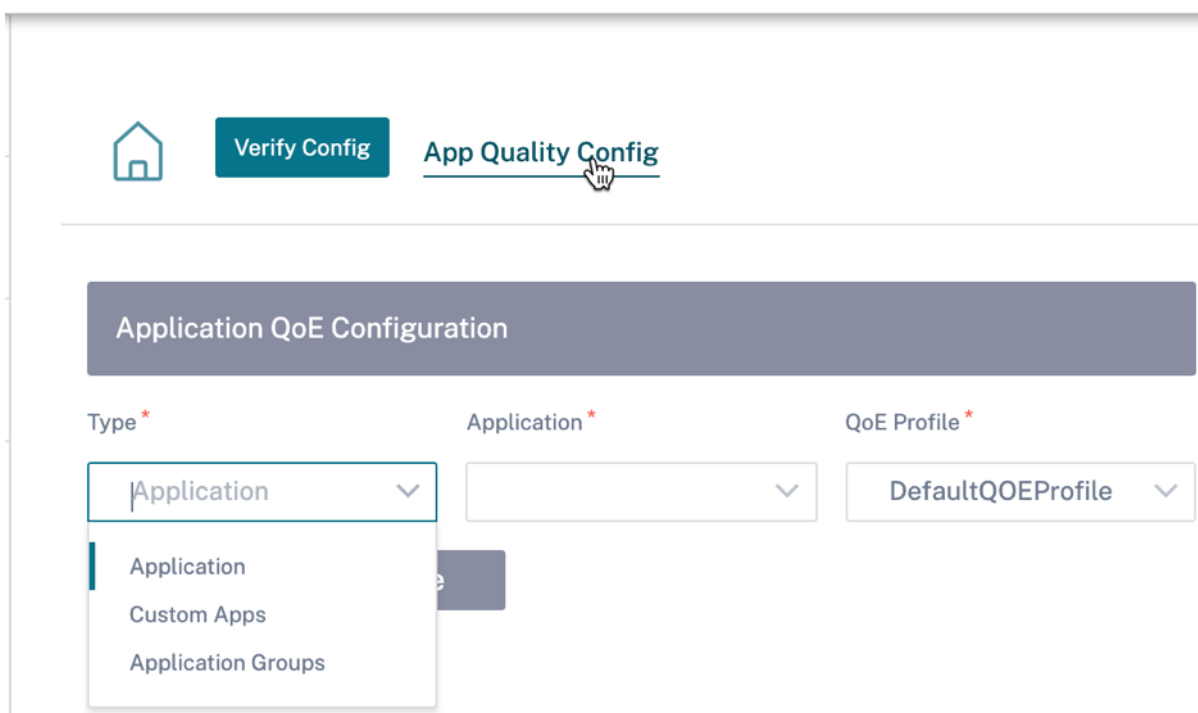 Verify Config
App Quality Config
Application QoE Configuration
Type*
Application*
QoE Profile*
Application
DefaultQOEProfile
Application
Custom Apps
Application Groups